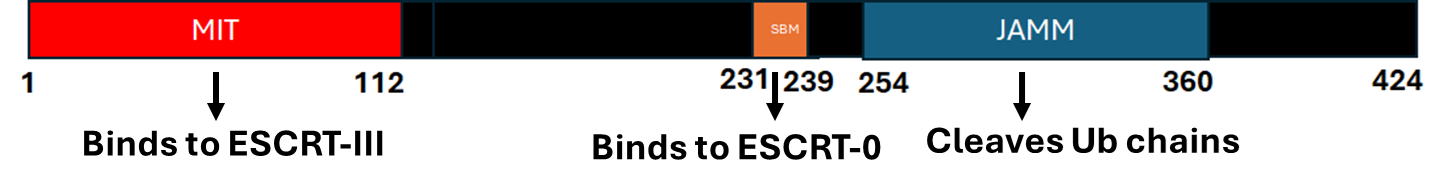 MIT SBM JAMM
1 112 231 239 254 360 424
Binds to ESCRT-III Binds to ESCRT-0 Cleaves Ub chains